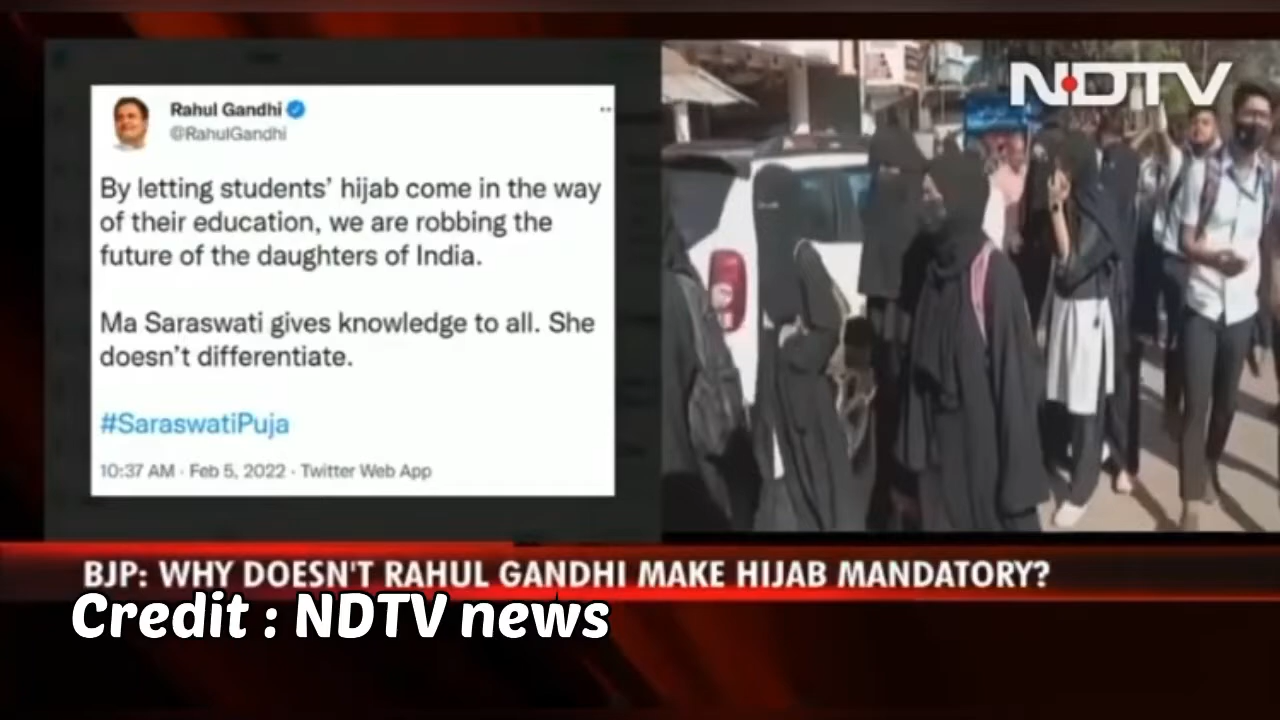 NDTV
Rahul Gandhi
@RahulGandhi
By letting students’ hijab come in the way
of their education, we are robbing the
future of the daughters of India.
Ma Saraswati gives knowledge to all. She
doesn’t differentiate.
#SaraswatiPuja
10:37 AM · Feb 5, 2022 · Twitter Web App
BJP: WHY DOESN'T RAHUL GANDHI MAKE HIJAB MANDATORY?
Credit : NDTV news